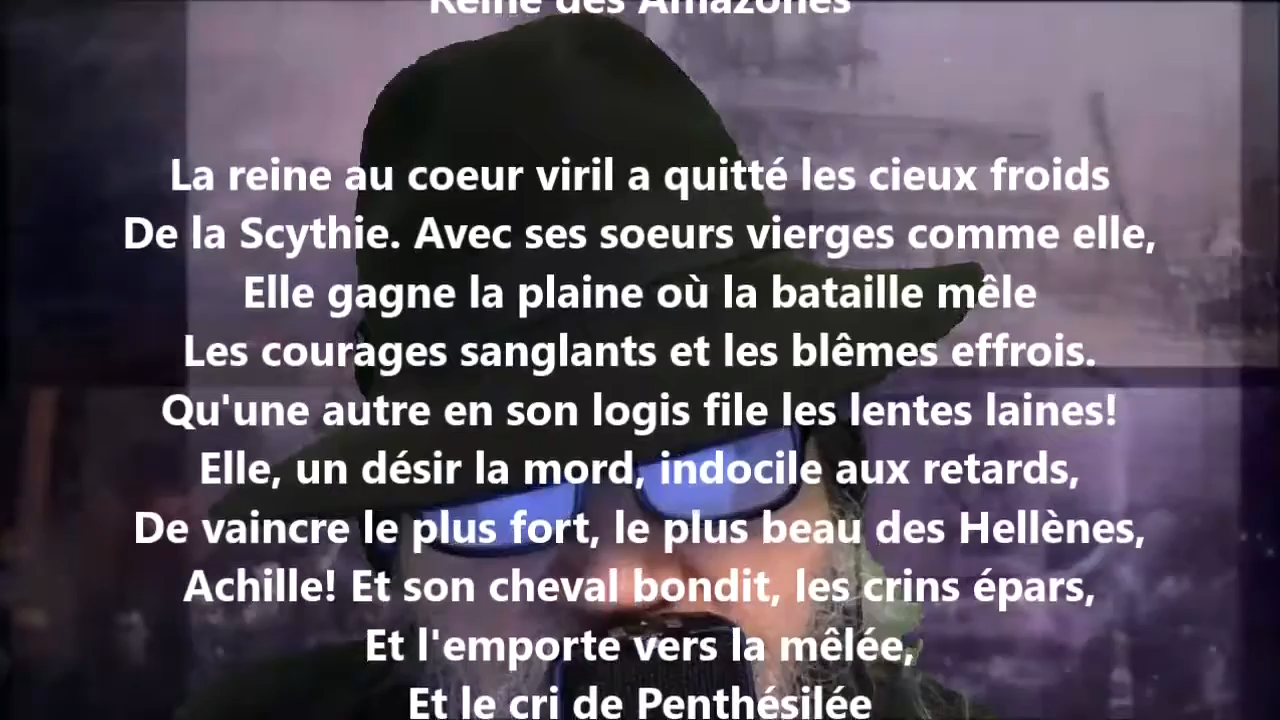 Reine des Amazones
La reine au coeur viril a quitté les cieux froids
De la Scythie. Avec ses soeurs vierges comme elle,
Elle gagne la plaine où la bataille mêle
Les courages sanglants et les blêmes effrois.
Qu'une autre en son logis file les lentes laines!
Elle, un désir la mord, indocile aux retards,
De vaincre le plus fort, le plus beau des Hellènes,
Achille! Et son cheval bondit, les crins épars,
Et l'emporte vers la mêlée,
Et le cri de Penthésilée